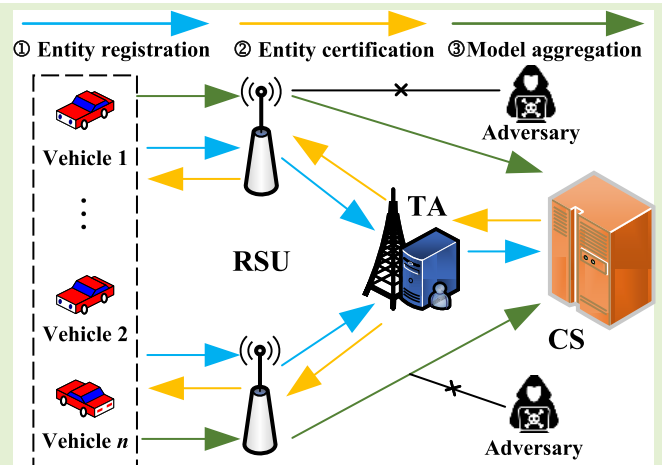 ① Entity registration ② Entity certification ③Model aggregation
Vehicle 1
Adversary
TA
RSU
Vehicle 2
CS
Vehicle n
Adversary